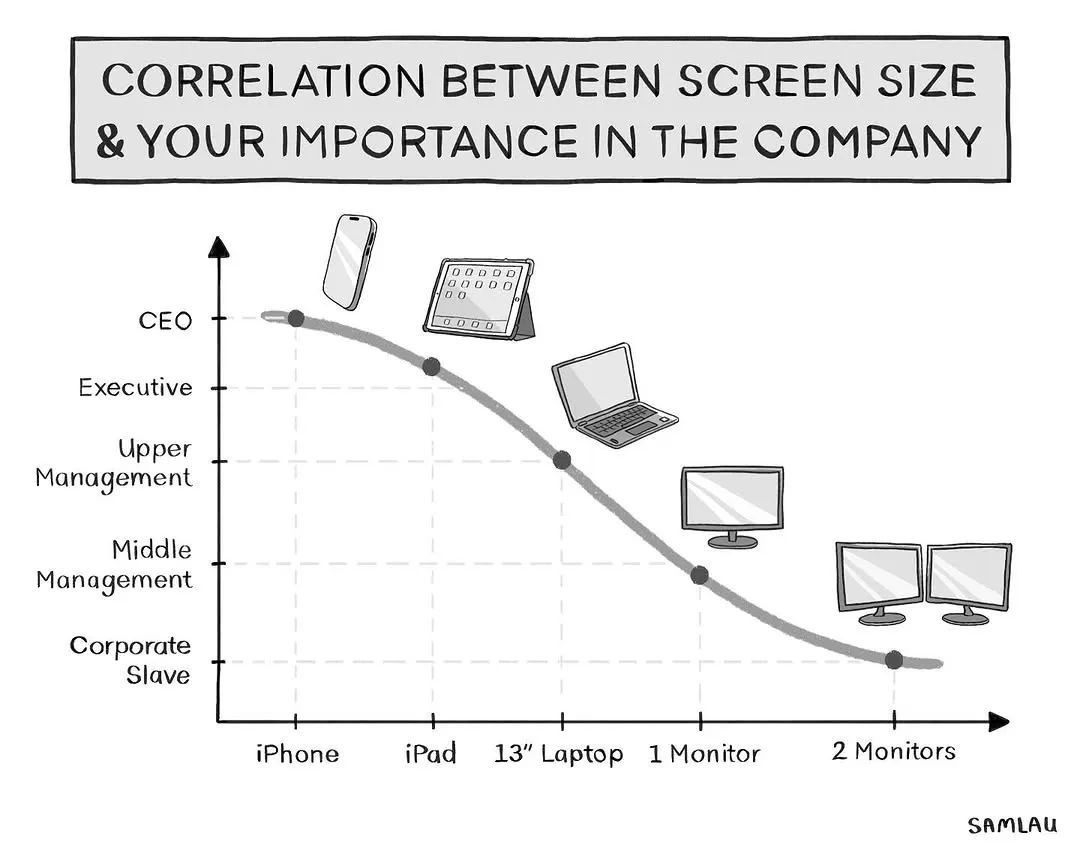 CORRELATION BETWEEN SCREEN SIZE
& YOUR IMPORTANCE IN THE COMPANY
CEO
Executive
Upper
Management
Middle
Management
Corporate
Slave
iPhone
iPad
13" Laptop
1 Monitor
2 Monitors
SAMLAU